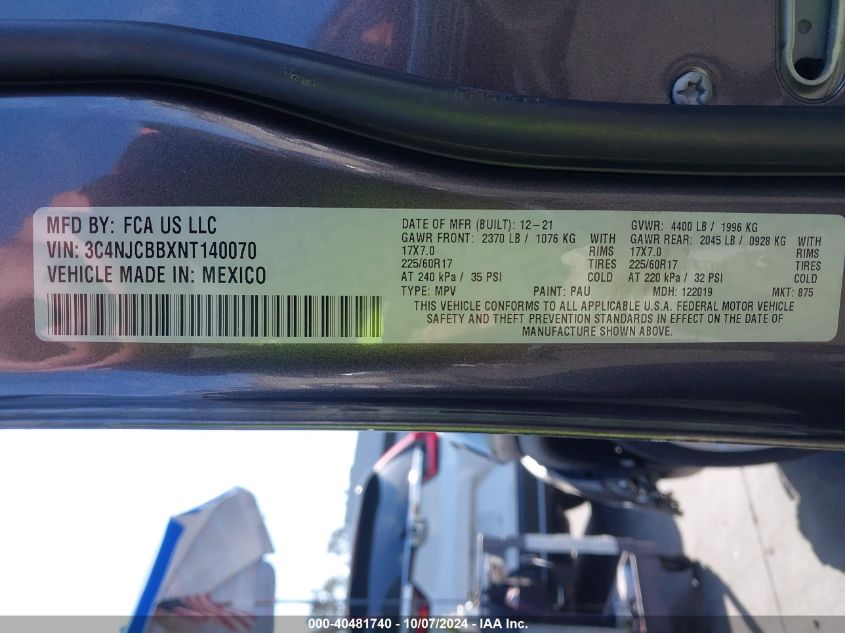 MFD BY: FCA US LLC
VIN: 3C4NJCBBXNT140070
VEHICLE MADE IN: MEXICO
DATE OF MFR (BUILT): 12-21
GAWR FRONT: 2370 LB / 1076 KG WITH
17X7.0 RIMS
225/60R17 TIRES
AT 240 kPa / 35 PSI COLD
GVWR: 4400 LB / 1996 KG
GAWR REAR: 2045 LB/ 0928 KG WITH
17X7.0 RIMS
225/60R17 TIRES
AT 220 kPa / 32 PSI COLD
TYPE: MPV PAINT: PAU MDH: 122019 MKT: 875
THIS VEHICLE CONFORMS TO ALL APPLICABLE U.S.A. FEDERAL MOTOR VEHICLE
SAFETY AND THEFT PREVENTION STANDARDS IN EFFECT ON THE DATE OF
MANUFACTURE SHOWN ABOVE.
000-40481740 - 10/07/2024 - IAA Inc.